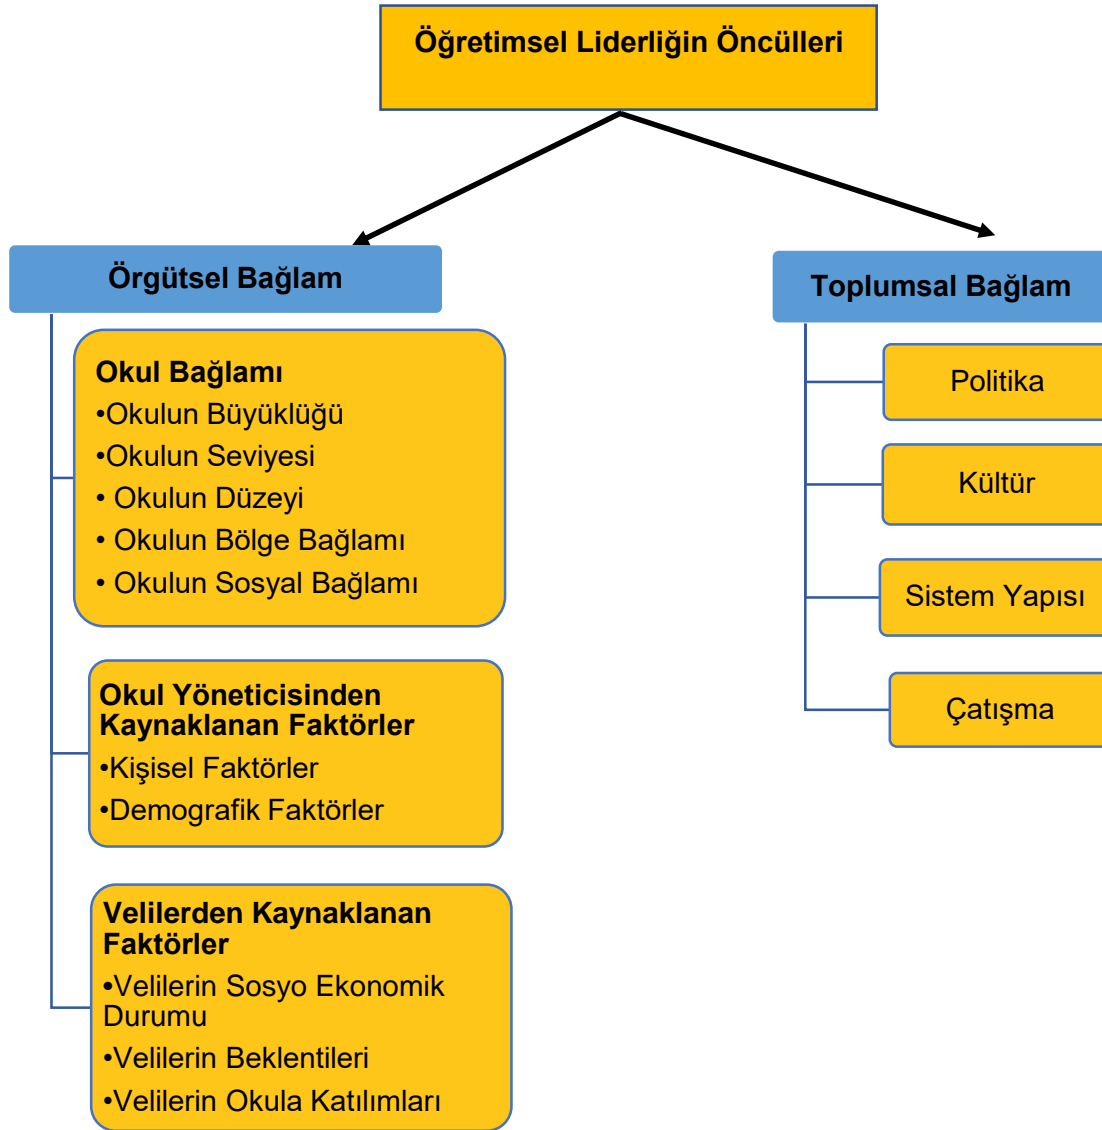 Öğretimsel Liderliğin Öncülleri
Örgütsel Bağlam
Okul Bağlamı
•Okulun Büyüklüğü
•Okulun Seviyesi
• Okulun Düzeyi
• Okulun Bölge Bağlamı
• Okulun Sosyal Bağlamı
Okul Yöneticisinden
Kaynaklanan Faktörler
•Kişisel Faktörler
•Demografik Faktörler
Velilerden Kaynaklanan
Faktörler
•Velilerin Sosyo Ekonomik
Durumu
•Velilerin Beklentileri
•Velilerin Okula Katılımları
Toplumsal Bağlam
Politika
Kültür
Sistem Yapısı
Çatışma